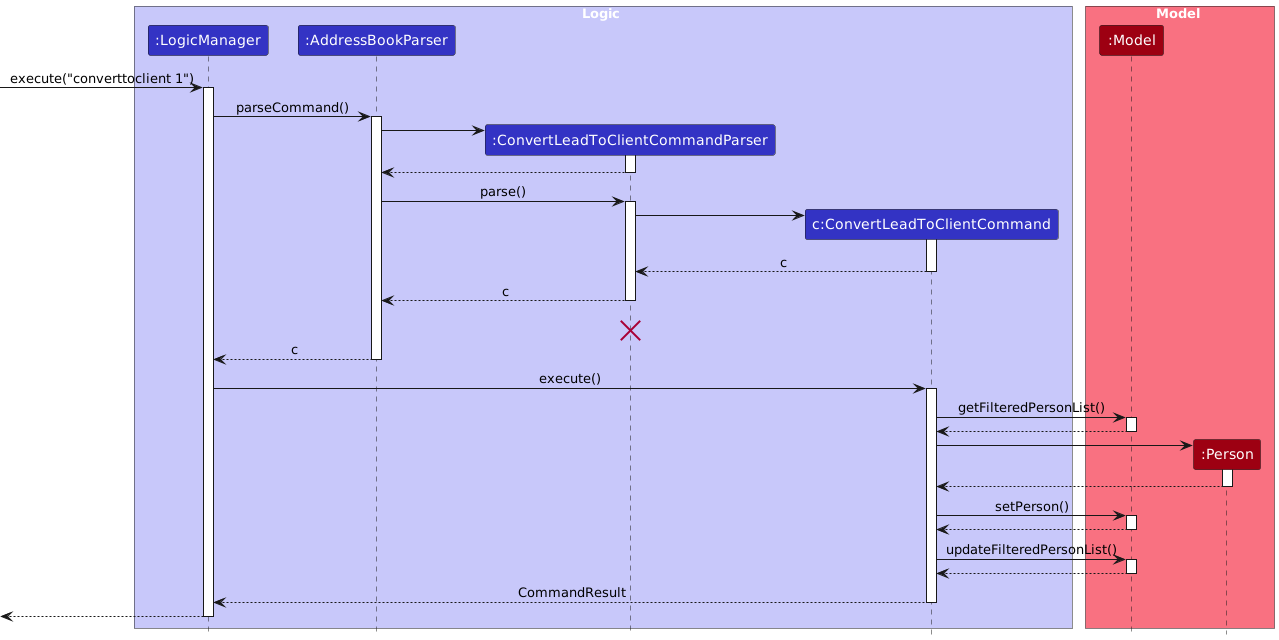 Logic
Model
:LogicManager
:AddressBookParser
:Model
execute("converttoclient 1")
parseCommand()
:ConvertLeadToClientCommandParser
parse()
c:ConvertLeadToClientCommand
c
c
c
execute()
getFilteredPersonList()
:Person
setPerson()
updateFilteredPersonList()
CommandResult